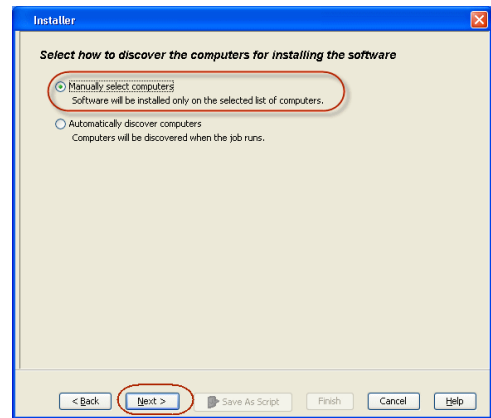 Installer
Select how to discover the computers for installing the software
Manually select computers
Software will be installed only on the selected list of computers.
Automatically discover computers
Computers will be discovered when the job runs.
< Back Next > Save As Script Finish Cancel Help